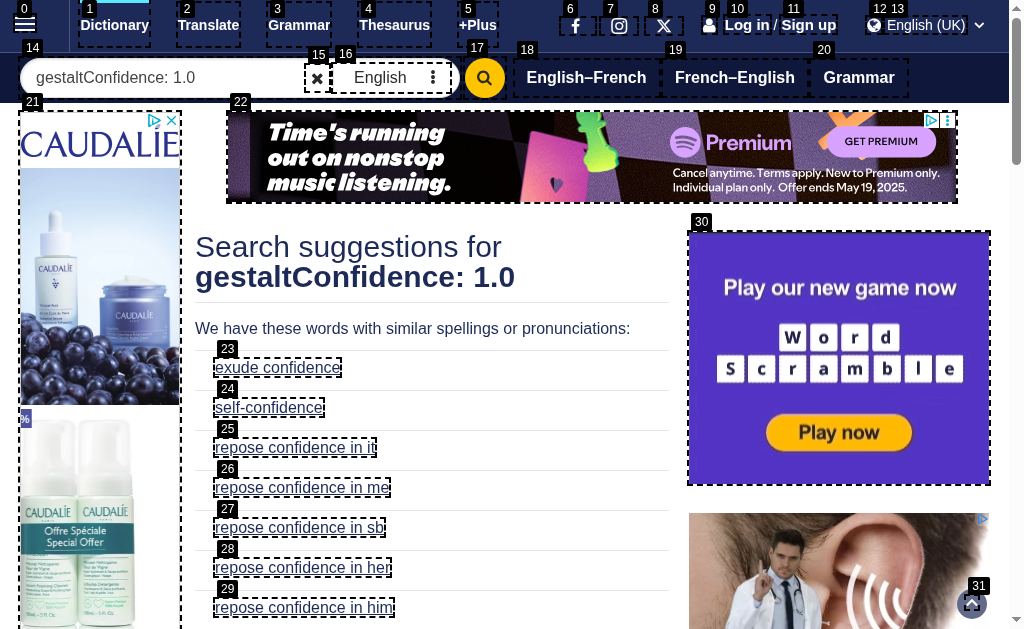 0 1 2 3 4 5 6 7 8 9 10 11 12 13
Dictionary Translate Grammar Thesaurus +Plus Log in / Sign up English (UK)
14 15 16 17 18 19 20
gestaltConfidence: 1.0 English English–French French–English Grammar
21 22
CAUDALIE
Time's running
out on nonstop
music listening.
Premium
GET PREMIUM
Cancel anytime. Terms apply. New to Premium only.
Individual plan only. Offer ends May 19, 2025.
Search suggestions for
gestaltConfidence: 1.0
We have these words with similar spellings or pronunciations:
23
exude confidence
24
self-confidence
25
repose confidence in it
26
repose confidence in me
27
repose confidence in sb
28
repose confidence in her
29
repose confidence in him
30
Play our new game now
Word
Scramble
Play now
31
CAUDALIE
CAUDALIE
%
CAUDALIE CAUDALIE
Offre Spéciale
Special Offer